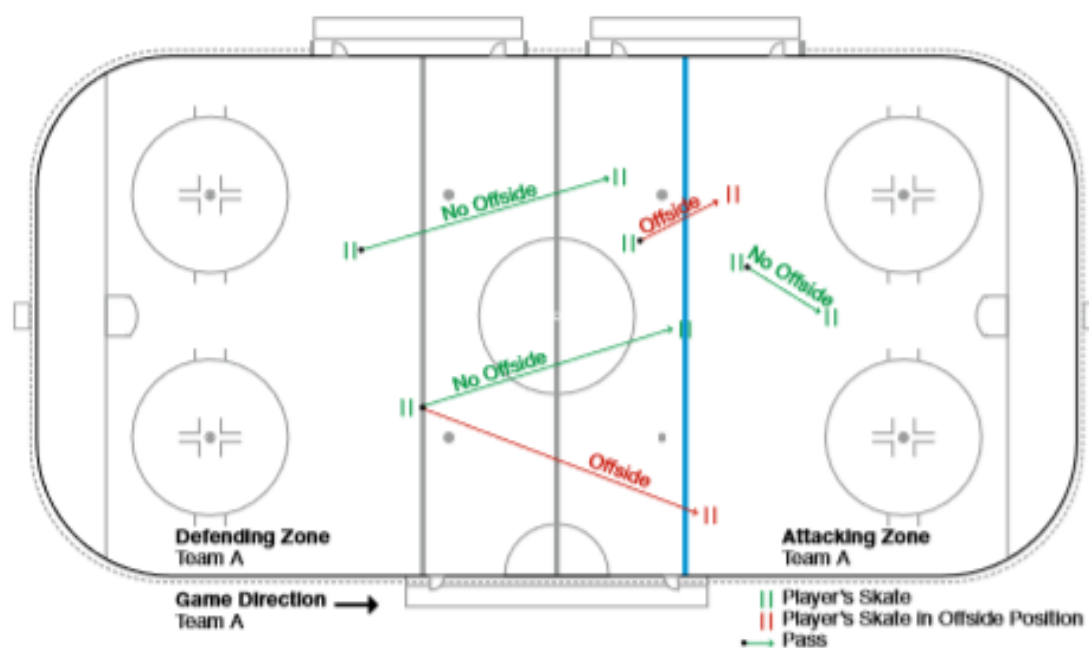 No Offside
Offside
No Offside
No Offside
Offside
Defending Zone
Team A
Attacking Zone
Team A
Game Direction
Team A
Player's Skate
Player's Skate in Offside Position
Pass